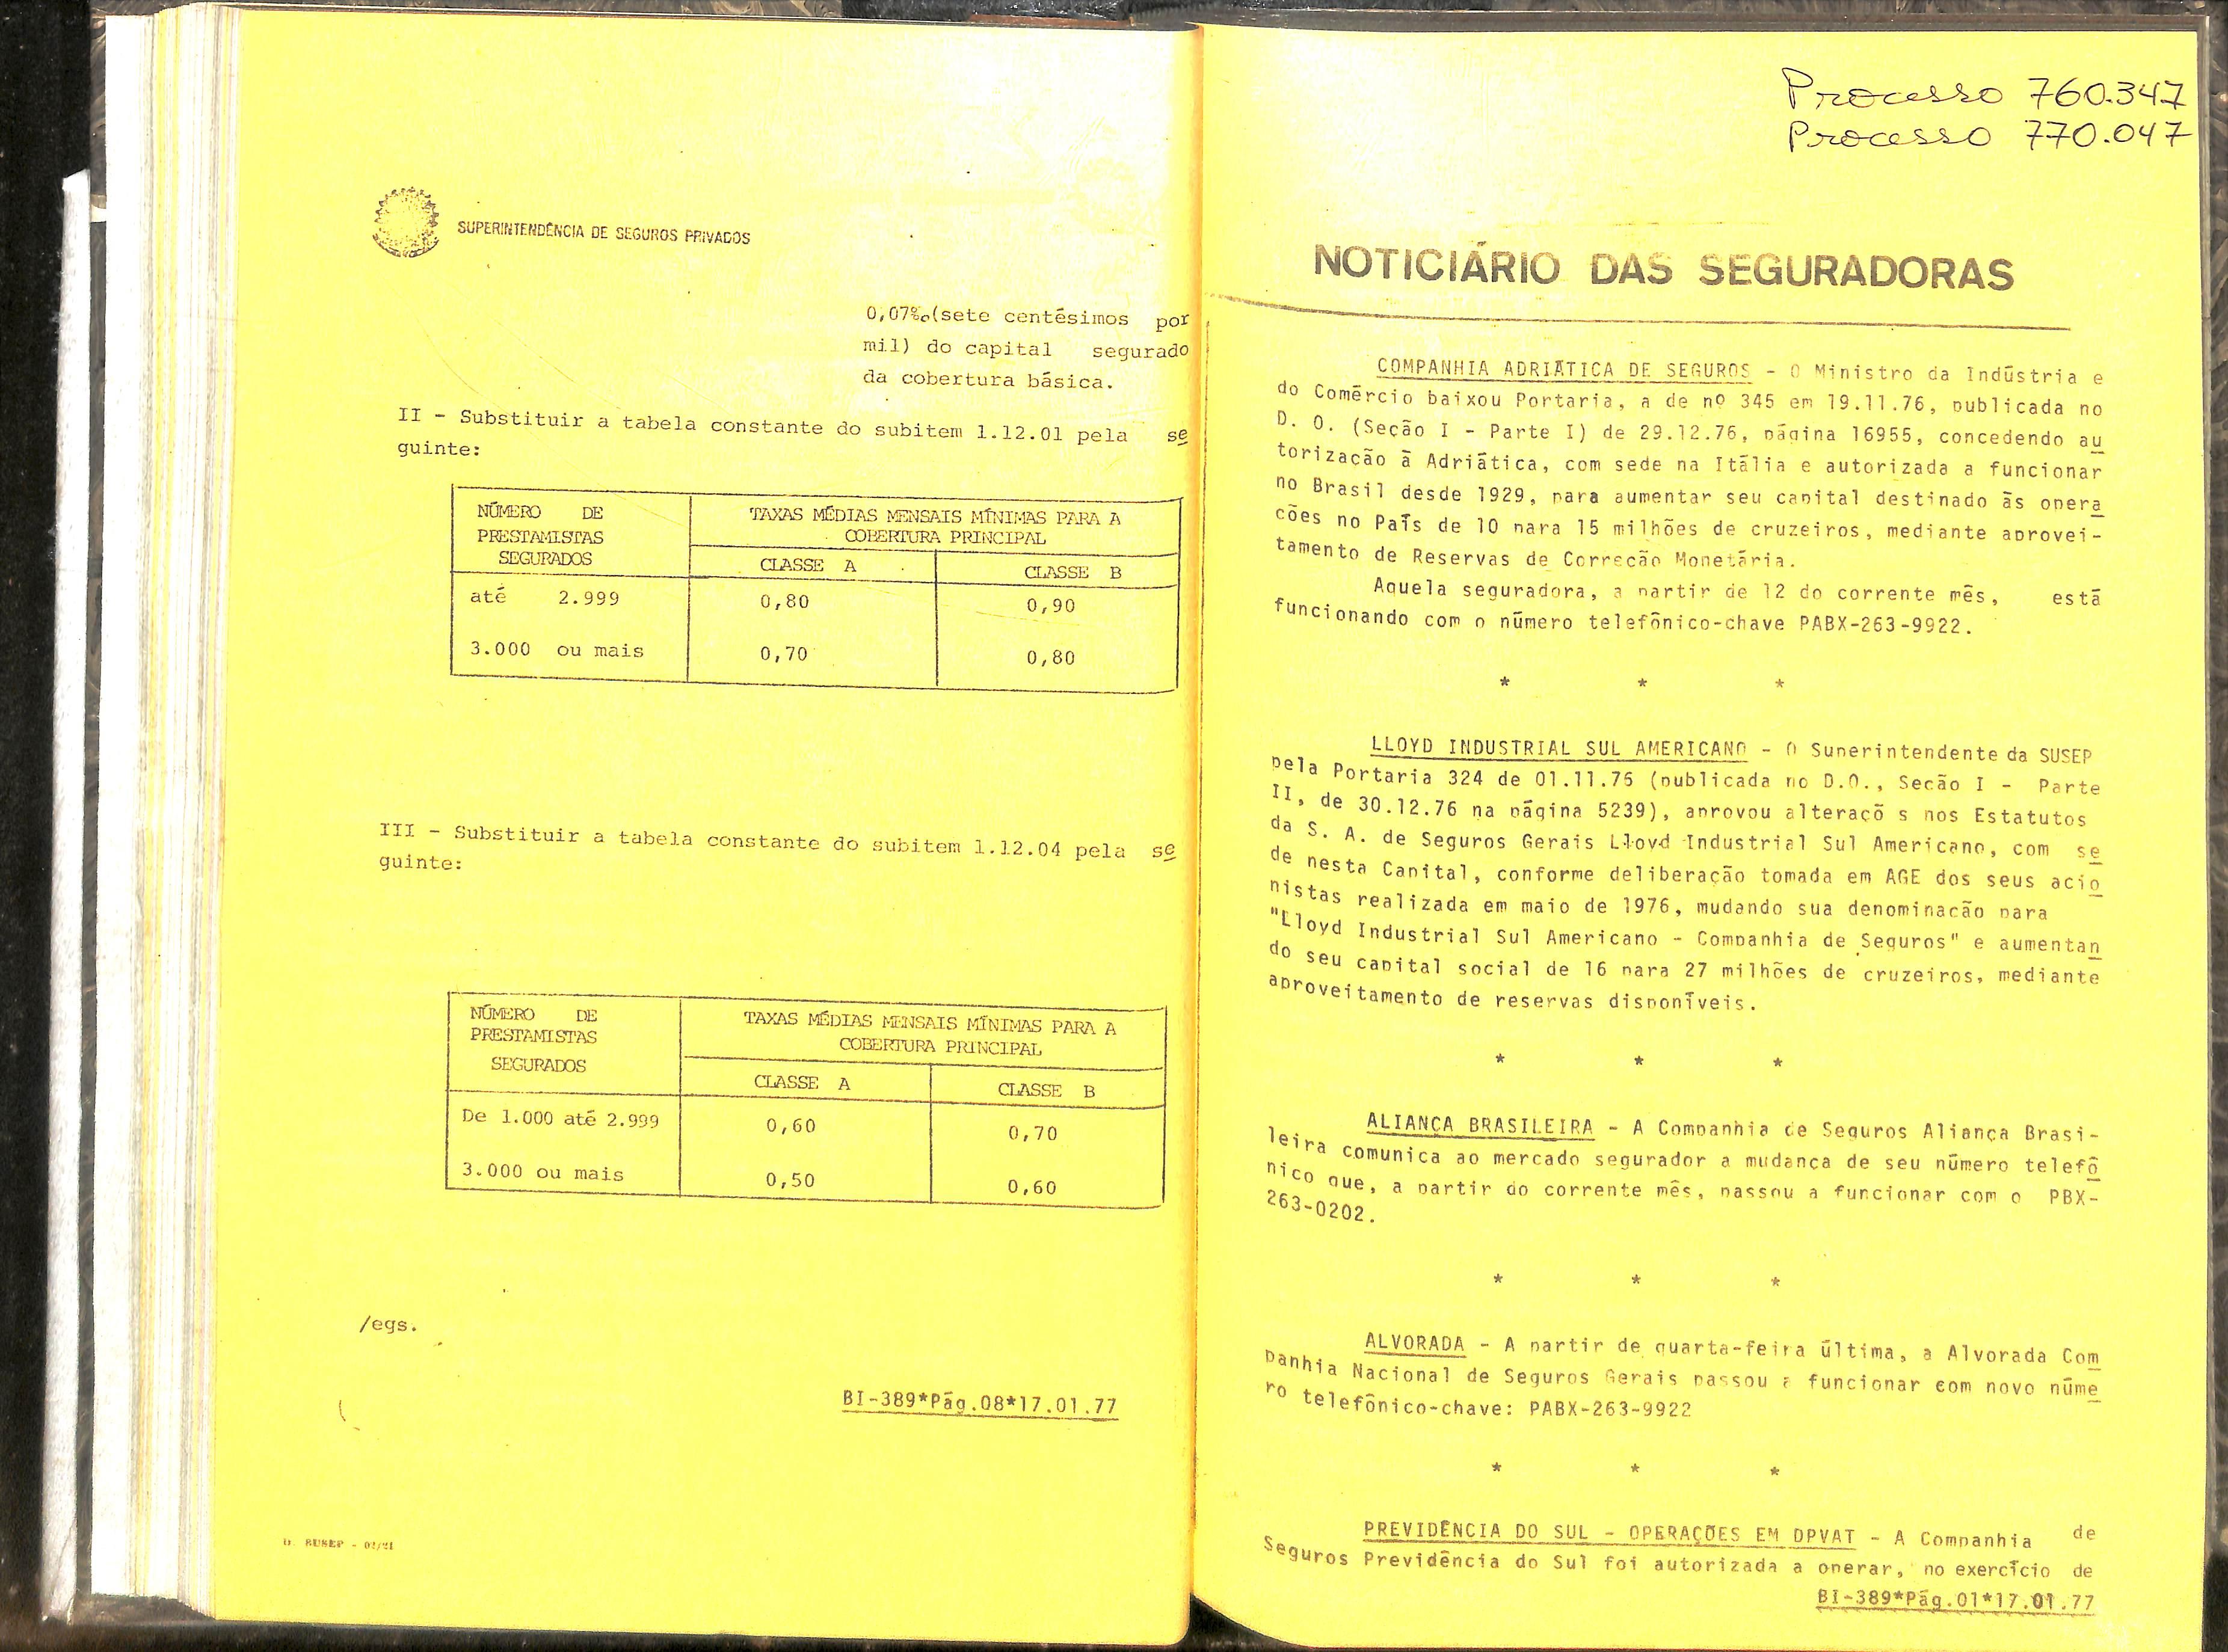 SUPERINTENDÊNCIA DE SEGUROS PRIVADOS
0,07‰(sete centésimos por
mil) do capital segurado
da cobertura básica.
II - Substituir a tabela constante do subitem 1.12.01 pela se
guinte:
NÚMERO DE
PRESTAMISTAS
SEGURADOS
TAXAS MÉDIAS MENSAIS MÍNIMAS PARA A
COBERTURA PRINCIPAL
CLASSE A
CLASSE B
até 2.999
0,80
0,90
3.000 ou mais
0,70
0,80
III - Substituir a tabela constante do subitem 1.12.04 pela se
guinte:
NÚMERO DE
PRESTAMISTAS
SEGURADOS
TAXAS MÉDIAS MENSAIS MÍNIMAS PARA A
COBERTURA PRINCIPAL
CLASSE A
CLASSE B
De 1.000 até 2.999
0,60
0,70
3.000 ou mais
0,50
0,60
/egs.
BI-389*Pág.08*17.01.77
SUSEP
Processo 760.347
Processo 770.047
NOTICIÁRIO DAS SEGURADORAS
COMPANHIA ADRIÁTICA DE SEGUROS - O Ministro da Indústria e
do Comércio baixou Portaria, a de nº 345 em 19.11.76, publicada no
D. O. (Seção I - Parte I) de 29.12.76, página 16955, concedendo au
torização à Adriática, com sede na Itália e autorizada a funcionar
no Brasil desde 1929, para aumentar seu capital destinado às opera
ções no País de 10 para 15 milhões de cruzeiros, mediante aprovei-
tamento de Reservas de Correção Monetária.
Aquela seguradora, a partir de 12 do corrente mês, está
funcionando com o número telefônico-chave PABX-263-9922.
* * *
LLOYD INDUSTRIAL SUL AMERICANO - O Superintendente da SUSEP
pela Portaria 324 de 01.11.76 (publicada no D.O., Seção I - Parte
II, de 30.12.76 na página 5239), aprovou alteraçõ s nos Estatutos
da S. A. de Seguros Gerais Lloyd Industrial Sul Americano, com se
de nesta Capital, conforme deliberação tomada em AGE dos seus acio
nistas realizada em maio de 1976, mudando sua denominação para
"Lloyd Industrial Sul Americano - Companhia de Seguros" e aumentan
do seu capital social de 16 para 27 milhões de cruzeiros, mediante
aproveitamento de reservas disponíveis.
* * *
ALIANÇA BRASILEIRA - A Companhia de Seguros Aliança Brasi-
leira comunica ao mercado segurador a mudança de seu número telefô
nico que, a partir do corrente mês, passou a funcionar com o PBX-
263-0202.
* * *
ALVORADA - A partir de quarta-feira última, a Alvorada Com
panhia Nacional de Seguros Gerais passou a funcionar com novo núme
ro telefônico-chave: PABX-263-9922
* * *
PREVIDÊNCIA DO SUL - OPERAÇÕES EM DPVAT - A Companhia de
Seguros Previdência do Sul foi autorizada a operar, no exercício de
BI-389*Pág.01*17.01.77